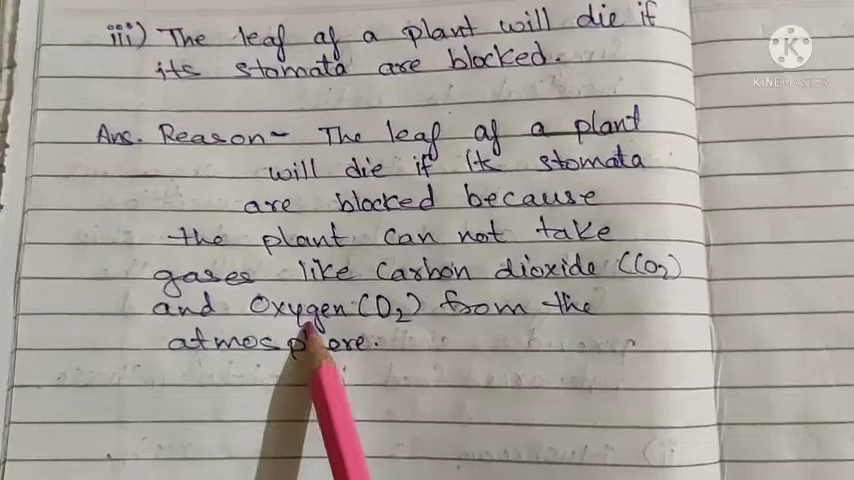 iii) The leaf of a plant will die if
its stomata are blocked.
KINEMASTER
Ans. Reason- The leaf of a plant
will die if its stomata
are blocked because
the plant can not take
gases like Carbon dioxide (CO2)
and Oxygen (O2) from the
atmosphere.